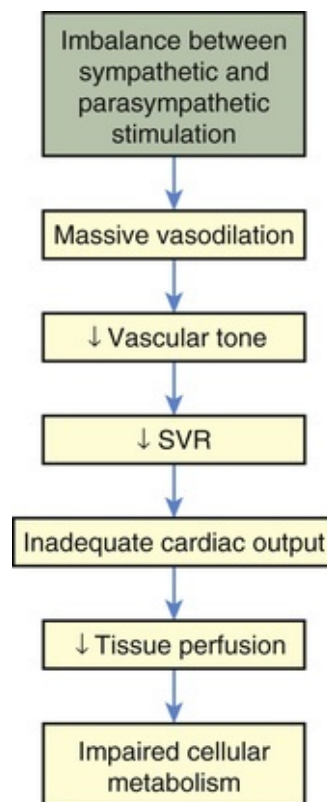 Imbalance between
sympathetic and
parasympathetic
stimulation
Massive vasodilation
↓ Vascular tone
↓ SVR
Inadequate cardiac output
↓ Tissue perfusion
Impaired cellular
metabolism